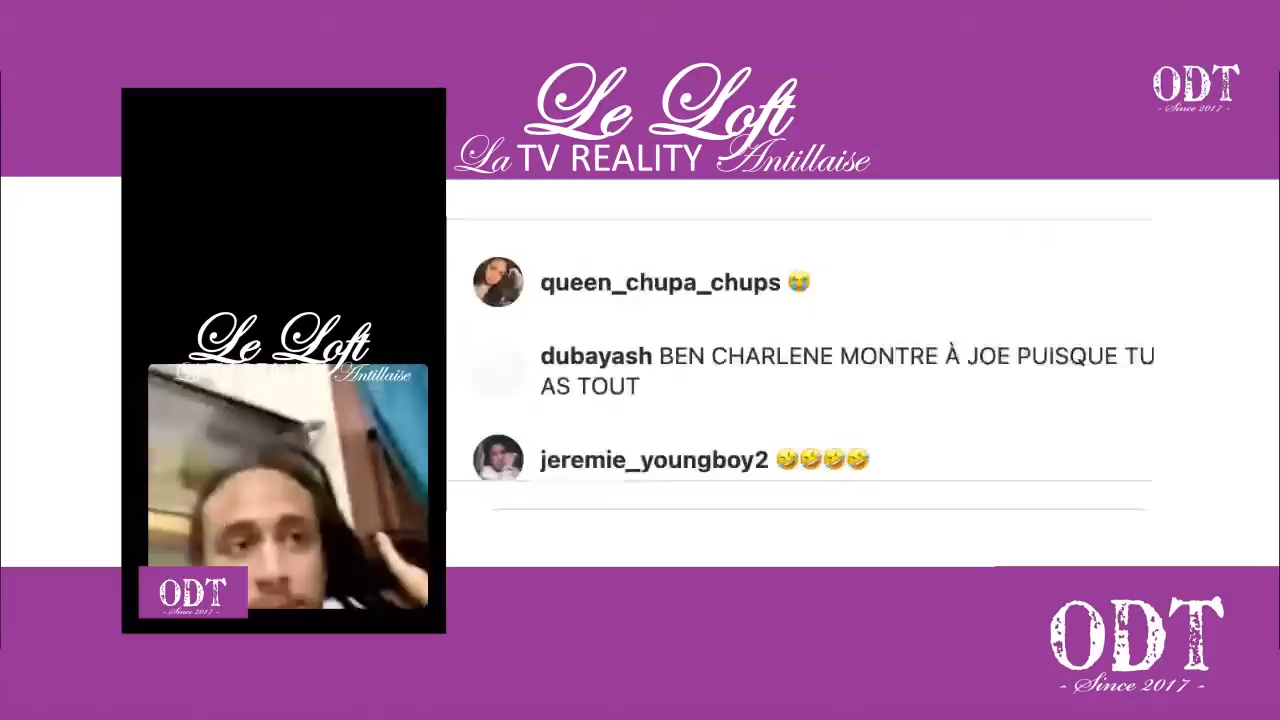 Le Loft
La TV REALITY Antillaise
ODT
- Since 2017 -
queen_chupa_chups 😭
dubayash BEN CHARLENE MONTRE À JOE PUISQUE TU
AS TOUT
jeremie_youngboy2 🤣🤣🤣🤣
Le Loft
Antillaise
ODT
- Since 2017 -
ODT
- Since 2017 -